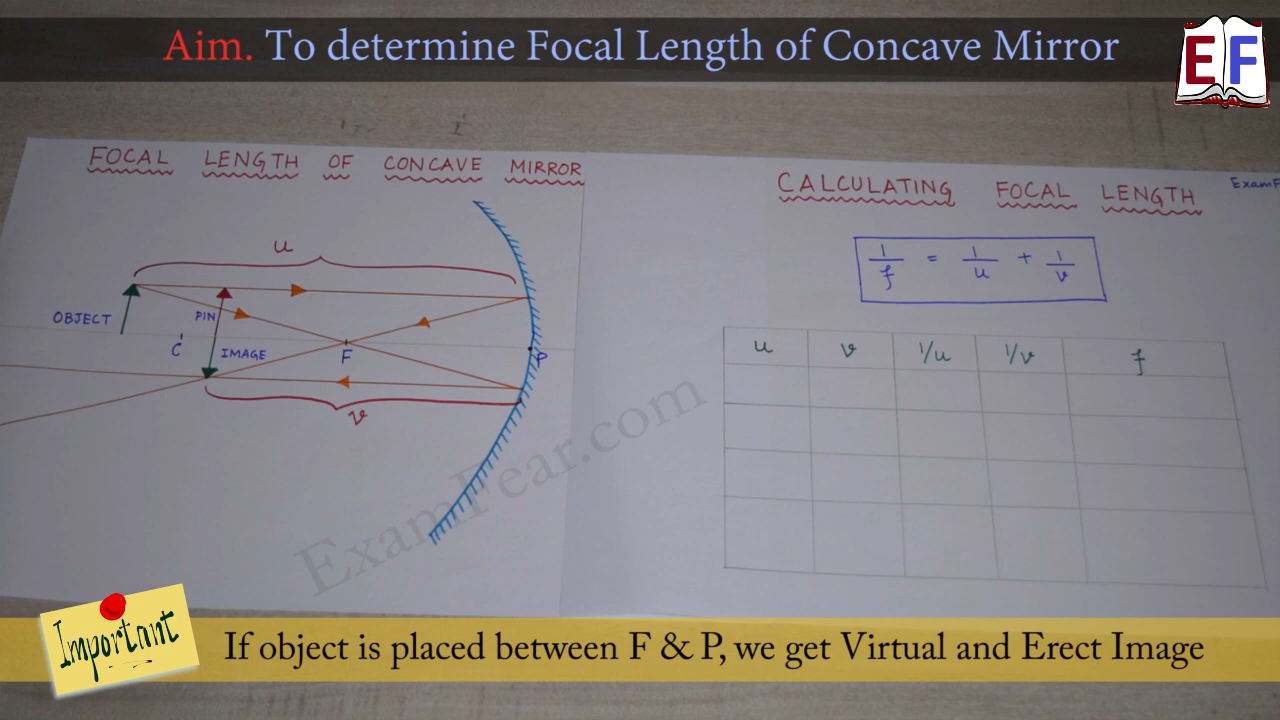 Aim. To determine Focal Length of Concave Mirror
EF
FOCAL LENGTH OF CONCAVE MIRROR
u
OBJECT
PIN
C
IMAGE
F
P
v
CALCULATING FOCAL LENGTH
ExamF
1/f = 1/u + 1/v
u v 1/u 1/v f
ExamFear.com
Important
If object is placed between F & P, we get Virtual and Erect Image